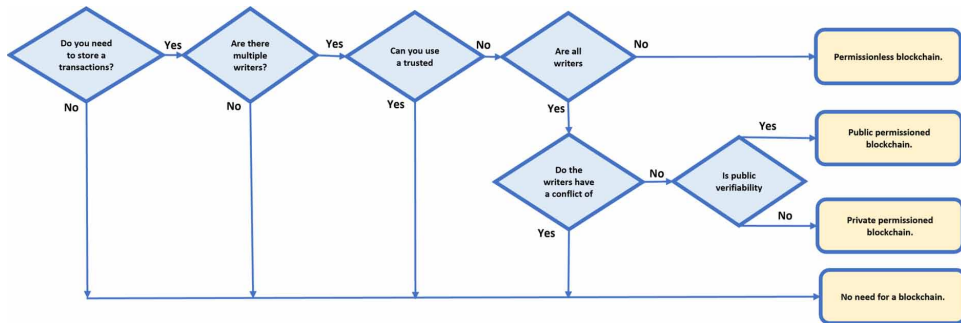 Do you need
to store a
transactions?
Yes
Are there
multiple
writers?
Yes
Can you use
a trusted
No
Are all
writers
No
Permissionless blockchain.
No
No
Yes
Yes
Do the
writers have
a conflict of
No
Is public
verifiability
Yes
Public permissioned
blockchain.
No
Private permissioned
blockchain.
Yes
No need for a blockchain.